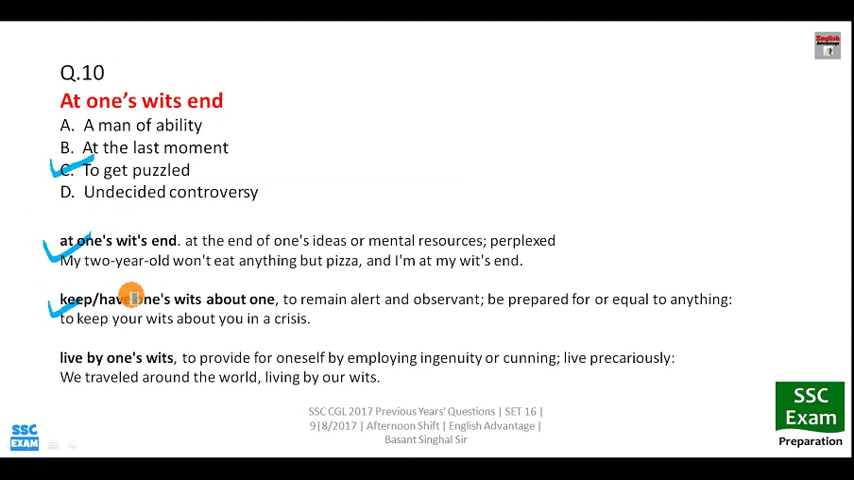 English
Advantage
Q.10
At one’s wits end
A. A man of ability
B. At the last moment
C. To get puzzled
D. Undecided controversy
at one's wit's end. at the end of one's ideas or mental resources; perplexed
My two-year-old won't eat anything but pizza, and I'm at my wit's end.
keep/have one's wits about one, to remain alert and observant; be prepared for or equal to anything:
to keep your wits about you in a crisis.
live by one's wits, to provide for oneself by employing ingenuity or cunning; live precariously:
We traveled around the world, living by our wits.
SSC CGL 2017 Previous Years' Questions | SET 16 |
9|8/2017 | Afternoon Shift | English Advantage |
Basant Singhal Sir
SSC
EXAM
SSC
Exam
Preparation